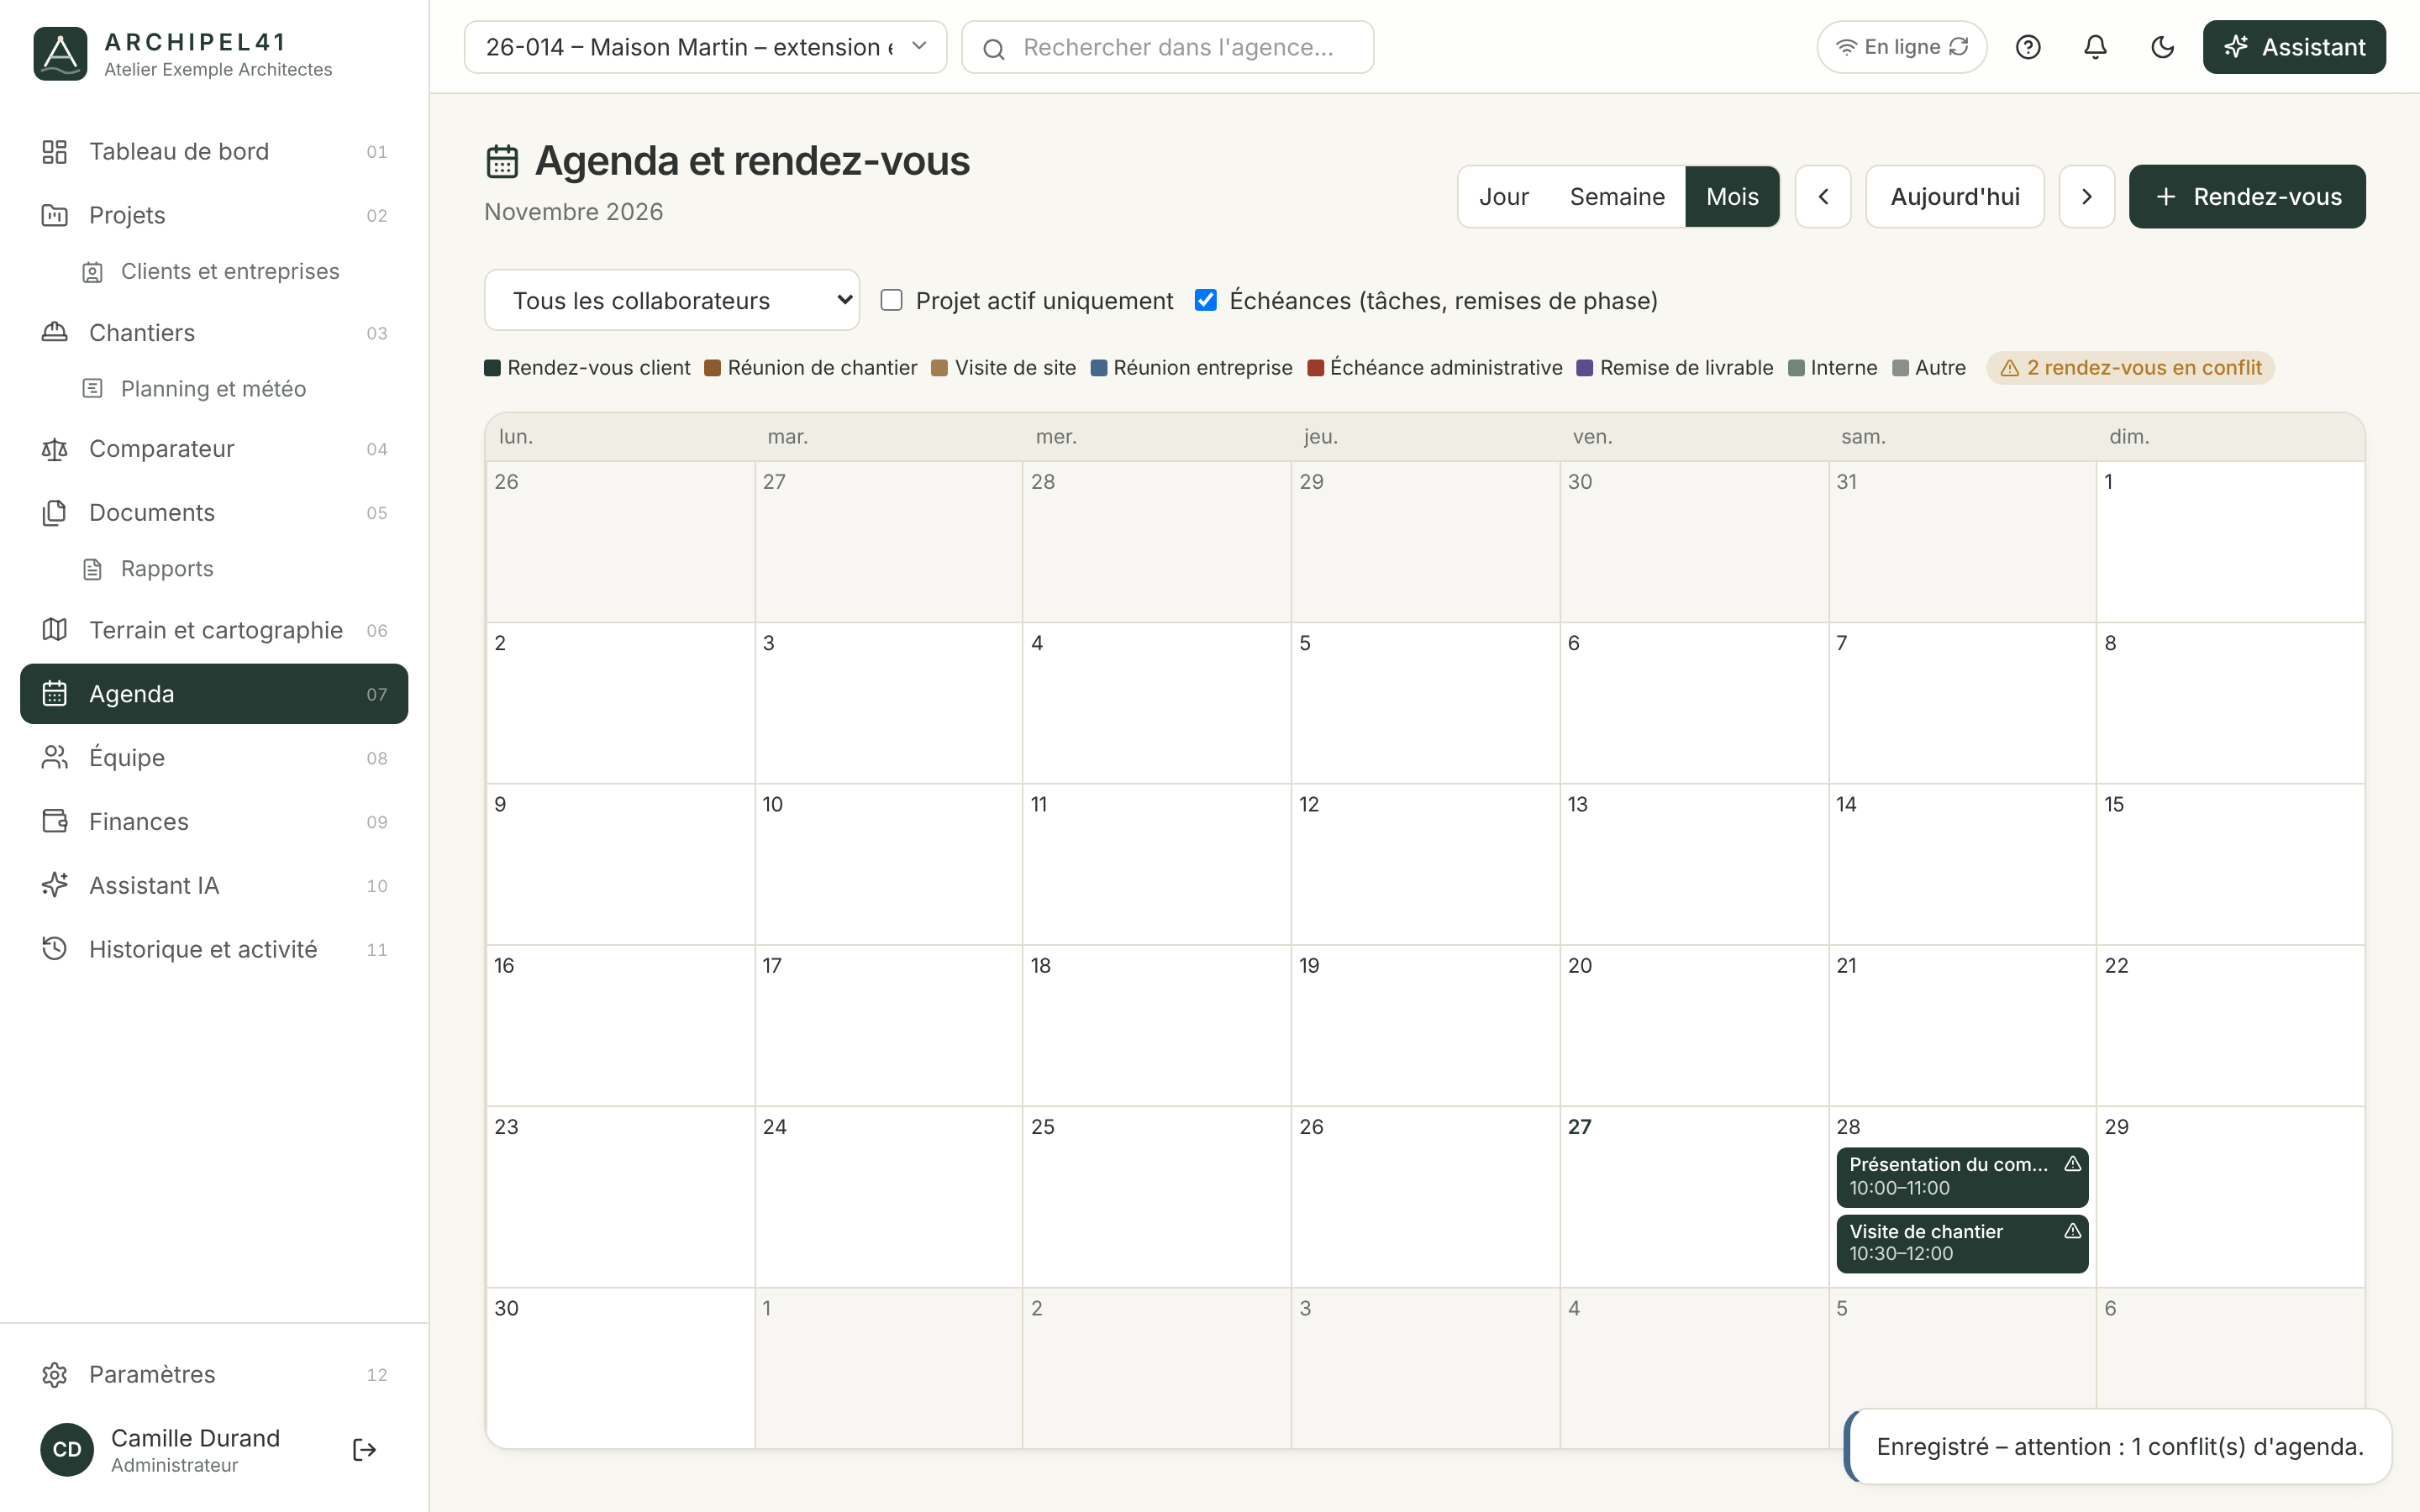 ARCHIPEL41
Atelier Exemple Architectes
Tableau de bord 01
Projets 02
Clients et entreprises
Chantiers 03
Planning et météo
Comparateur 04
Documents 05
Rapports
Terrain et cartographie 06
Agenda 07
Équipe 08
Finances 09
Assistant IA 10
Historique et activité 11
Paramètres 12
CD
Camille Durand
Administrateur
26-014 – Maison Martin – extension e
Rechercher dans l'agence...
En ligne
Assistant
Agenda et rendez-vous
Novembre 2026
Jour Semaine Mois Aujourd'hui Rendez-vous
Tous les collaborateurs Projet actif uniquement Échéances (tâches, remises de phase)
Rendez-vous client Réunion de chantier Visite de site Réunion entreprise Échéance administrative Remise de livrable Interne Autre 2 rendez-vous en conflit
lun. mar. mer. jeu. ven. sam. dim.
26 27 28 29 30 31 1
2 3 4 5 6 7 8
9 10 11 12 13 14 15
16 17 18 19 20 21 22
23 24 25 26 27 28 29
Présentation du com...
10:00–11:00
Visite de chantier
10:30–12:00
30 1 2 3 4 5 6
Enregistré – attention : 1 conflit(s) d'agenda.